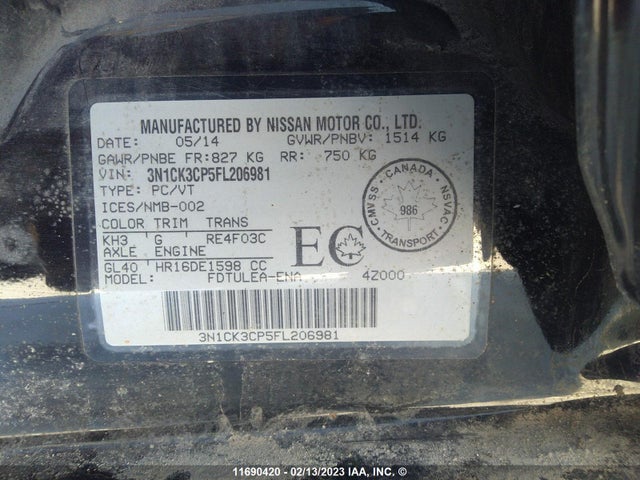 MANUFACTURED BY NISSAN MOTOR CO., LTD.
DATE: 05/14 GVWR/PNBV: 1514 KG
GAWR/PNBE FR: 827 KG RR: 750 KG
VIN: 3N1CK3CP5FL206981
TYPE: PC/VT
ICES/NMB-002
COLOR TRIM TRANS
KH3 G RE4F03C
AXLE ENGINE
GL40 HR16DE1598 CC
MODEL: FDTULEA-ENA 4Z000
EC
CANADA
CMVSS NSVAC
986
TRANSPORT
3N1CK3CP5FL206981
11690420 - 02/13/2023 IAA, Inc.